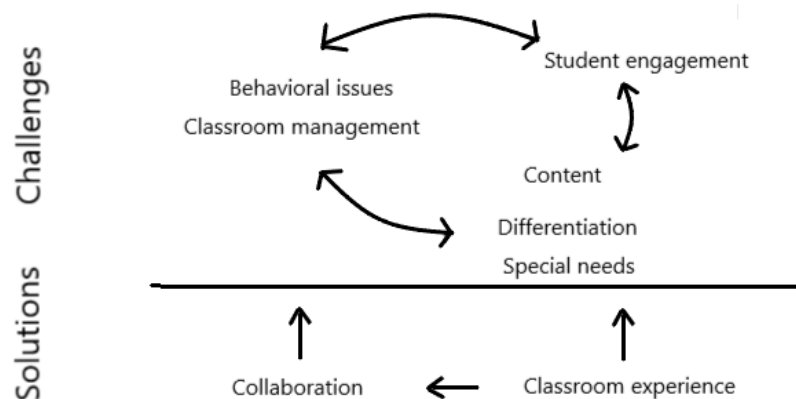 Challenges
Student engagement
Behavioral issues
Classroom management
Content
Differentiation
Special needs
Solutions
Collaboration
Classroom experience